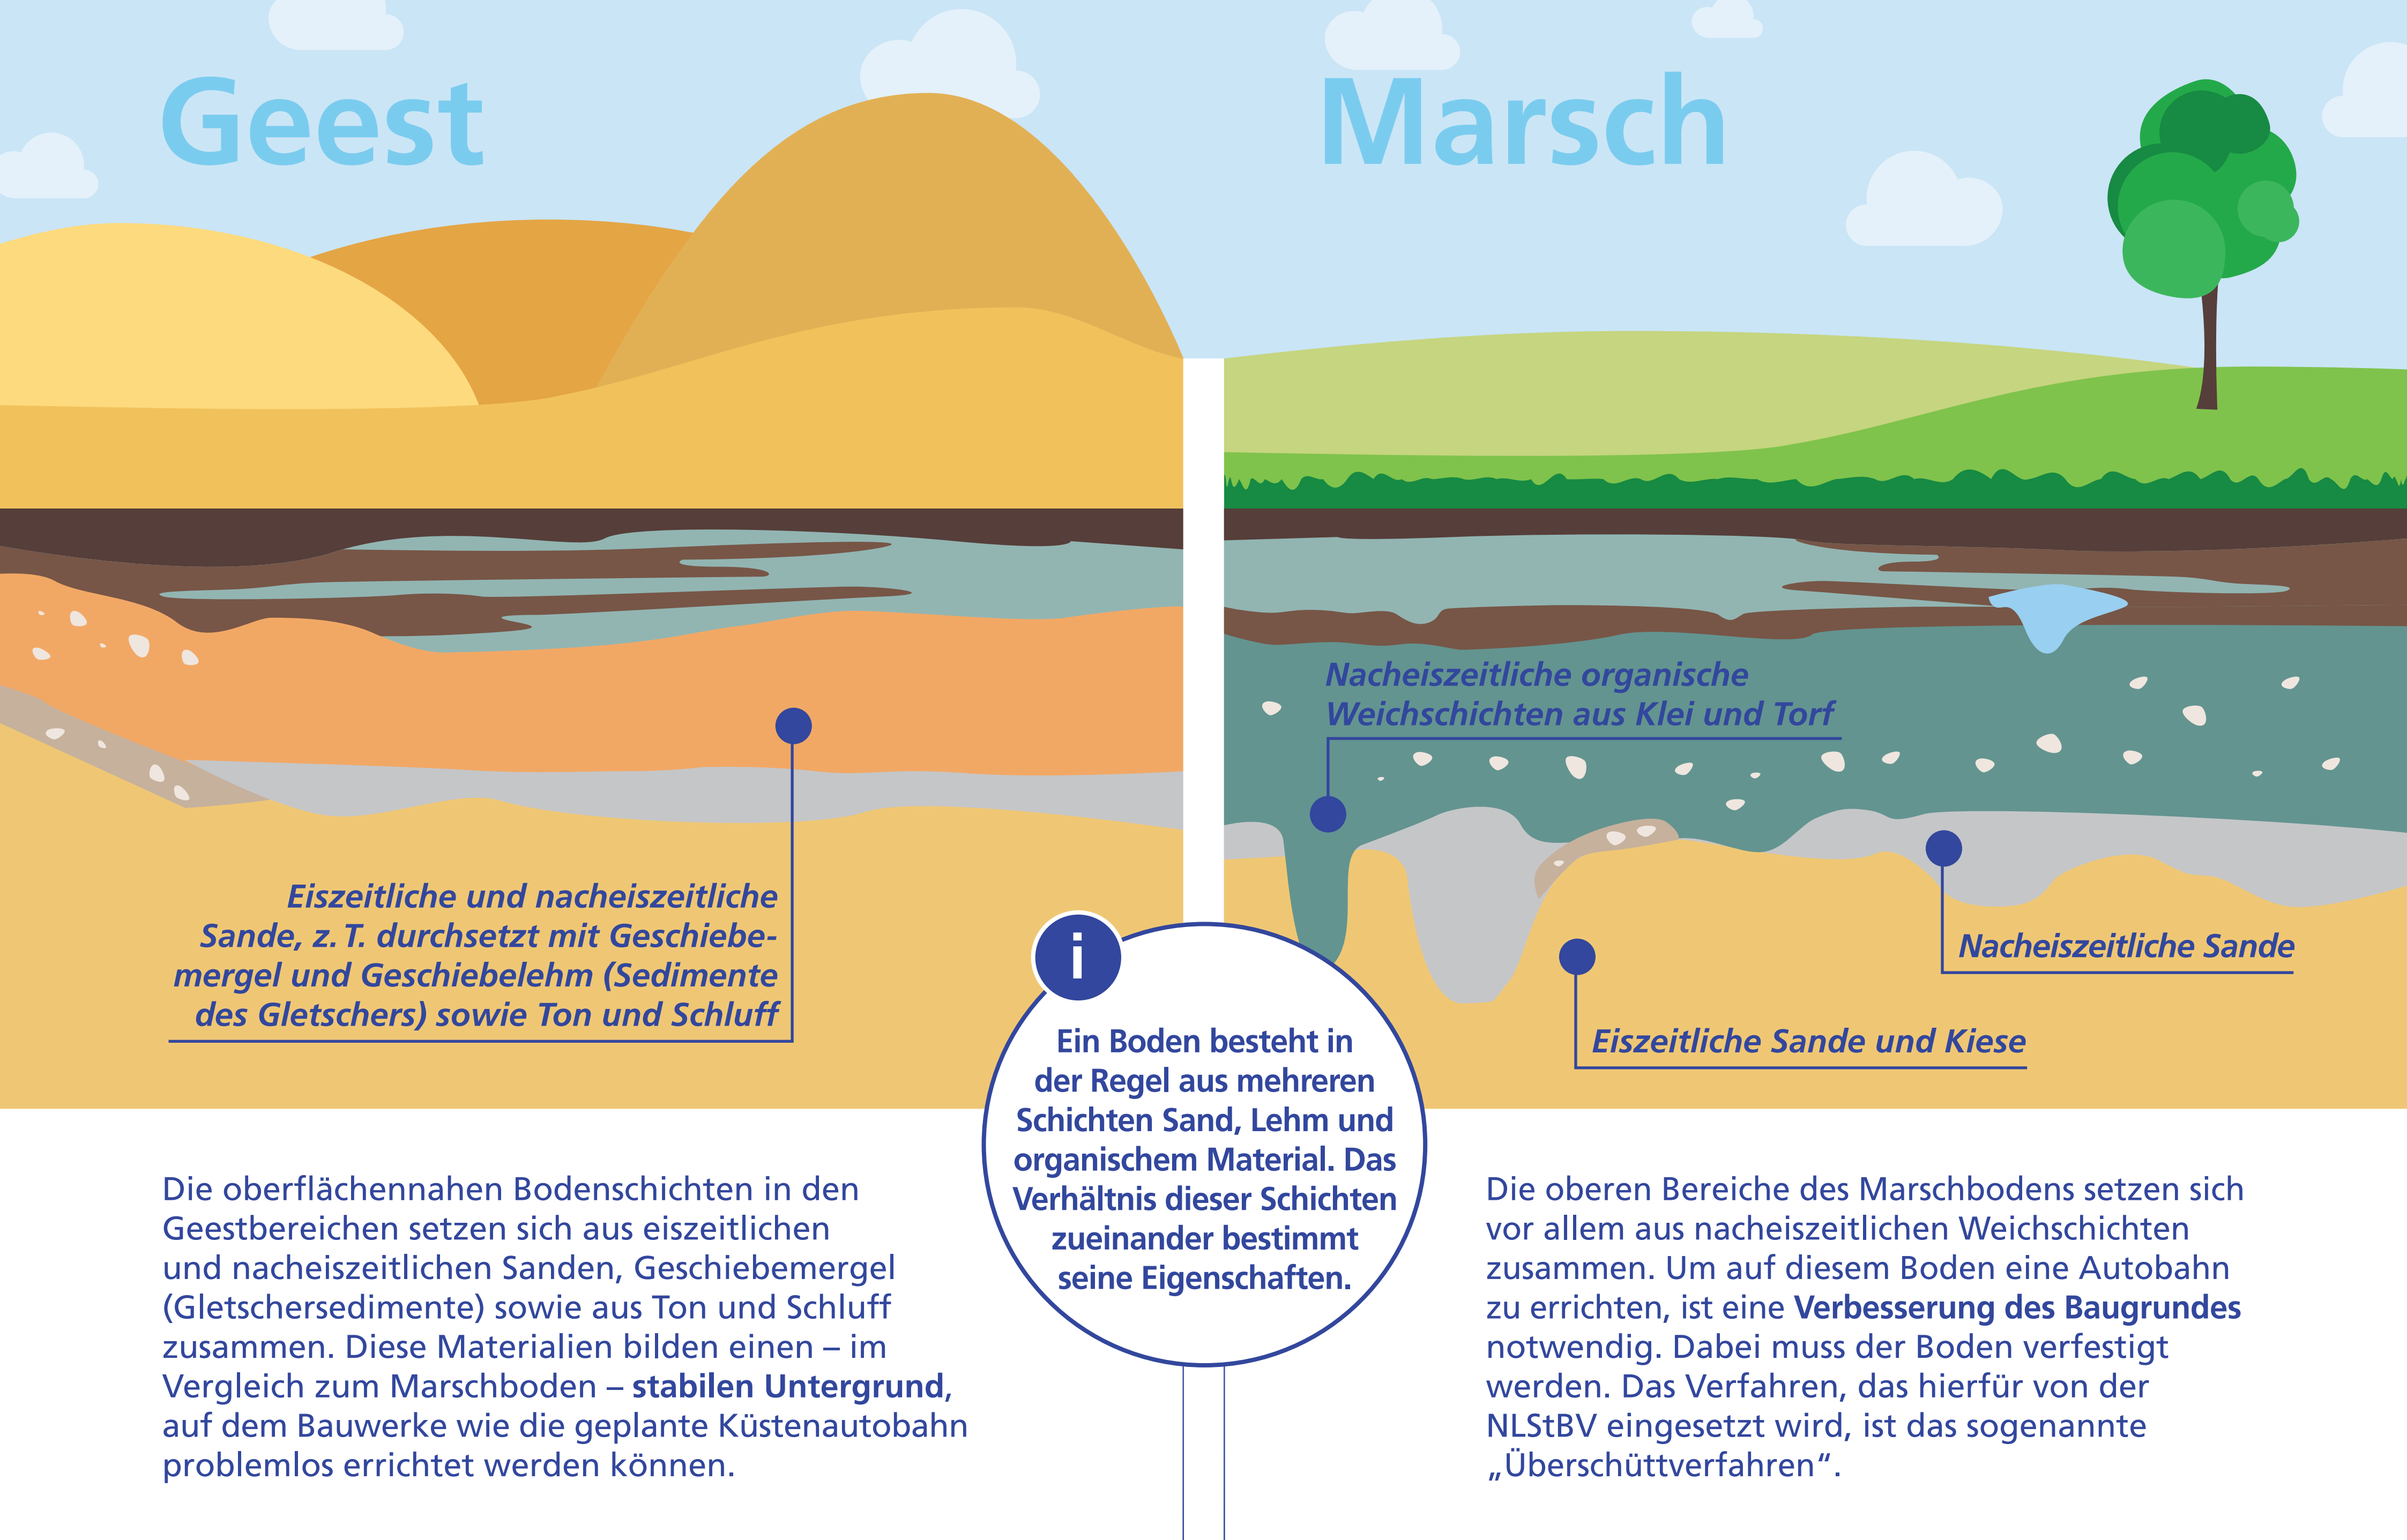 Geest
Marsch
Nacheiszeitliche organische
Weichschichten aus Klei und Torf
Eiszeitliche und nacheiszeitliche
Sande, z. T. durchsetzt mit Geschiebe-
mergel und Geschiebelehm (Sedimente
des Gletschers) sowie Ton und Schluff
Nacheiszeitliche Sande
Eiszeitliche Sande und Kiese
i
Ein Boden besteht in
der Regel aus mehreren
Schichten Sand, Lehm und
organischem Material. Das
Verhältnis dieser Schichten
zueinander bestimmt
seine Eigenschaften.
Die oberflächennahen Bodenschichten in den
Geestbereichen setzen sich aus eiszeitlichen
und nacheiszeitlichen Sanden, Geschiebemergel
(Gletschersedimente) sowie aus Ton und Schluff
zusammen. Diese Materialien bilden einen – im
Vergleich zum Marschboden – stabilen Untergrund,
auf dem Bauwerke wie die geplante Küstenautobahn
problemlos errichtet werden können.
Die oberen Bereiche des Marschbodens setzen sich
vor allem aus nacheiszeitlichen Weichschichten
zusammen. Um auf diesem Boden eine Autobahn
zu errichten, ist eine Verbesserung des Baugrundes
notwendig. Dabei muss der Boden verfestigt
werden. Das Verfahren, das hierfür von der
NLStBV eingesetzt wird, ist das sogenannte
„Überschüttverfahren“.